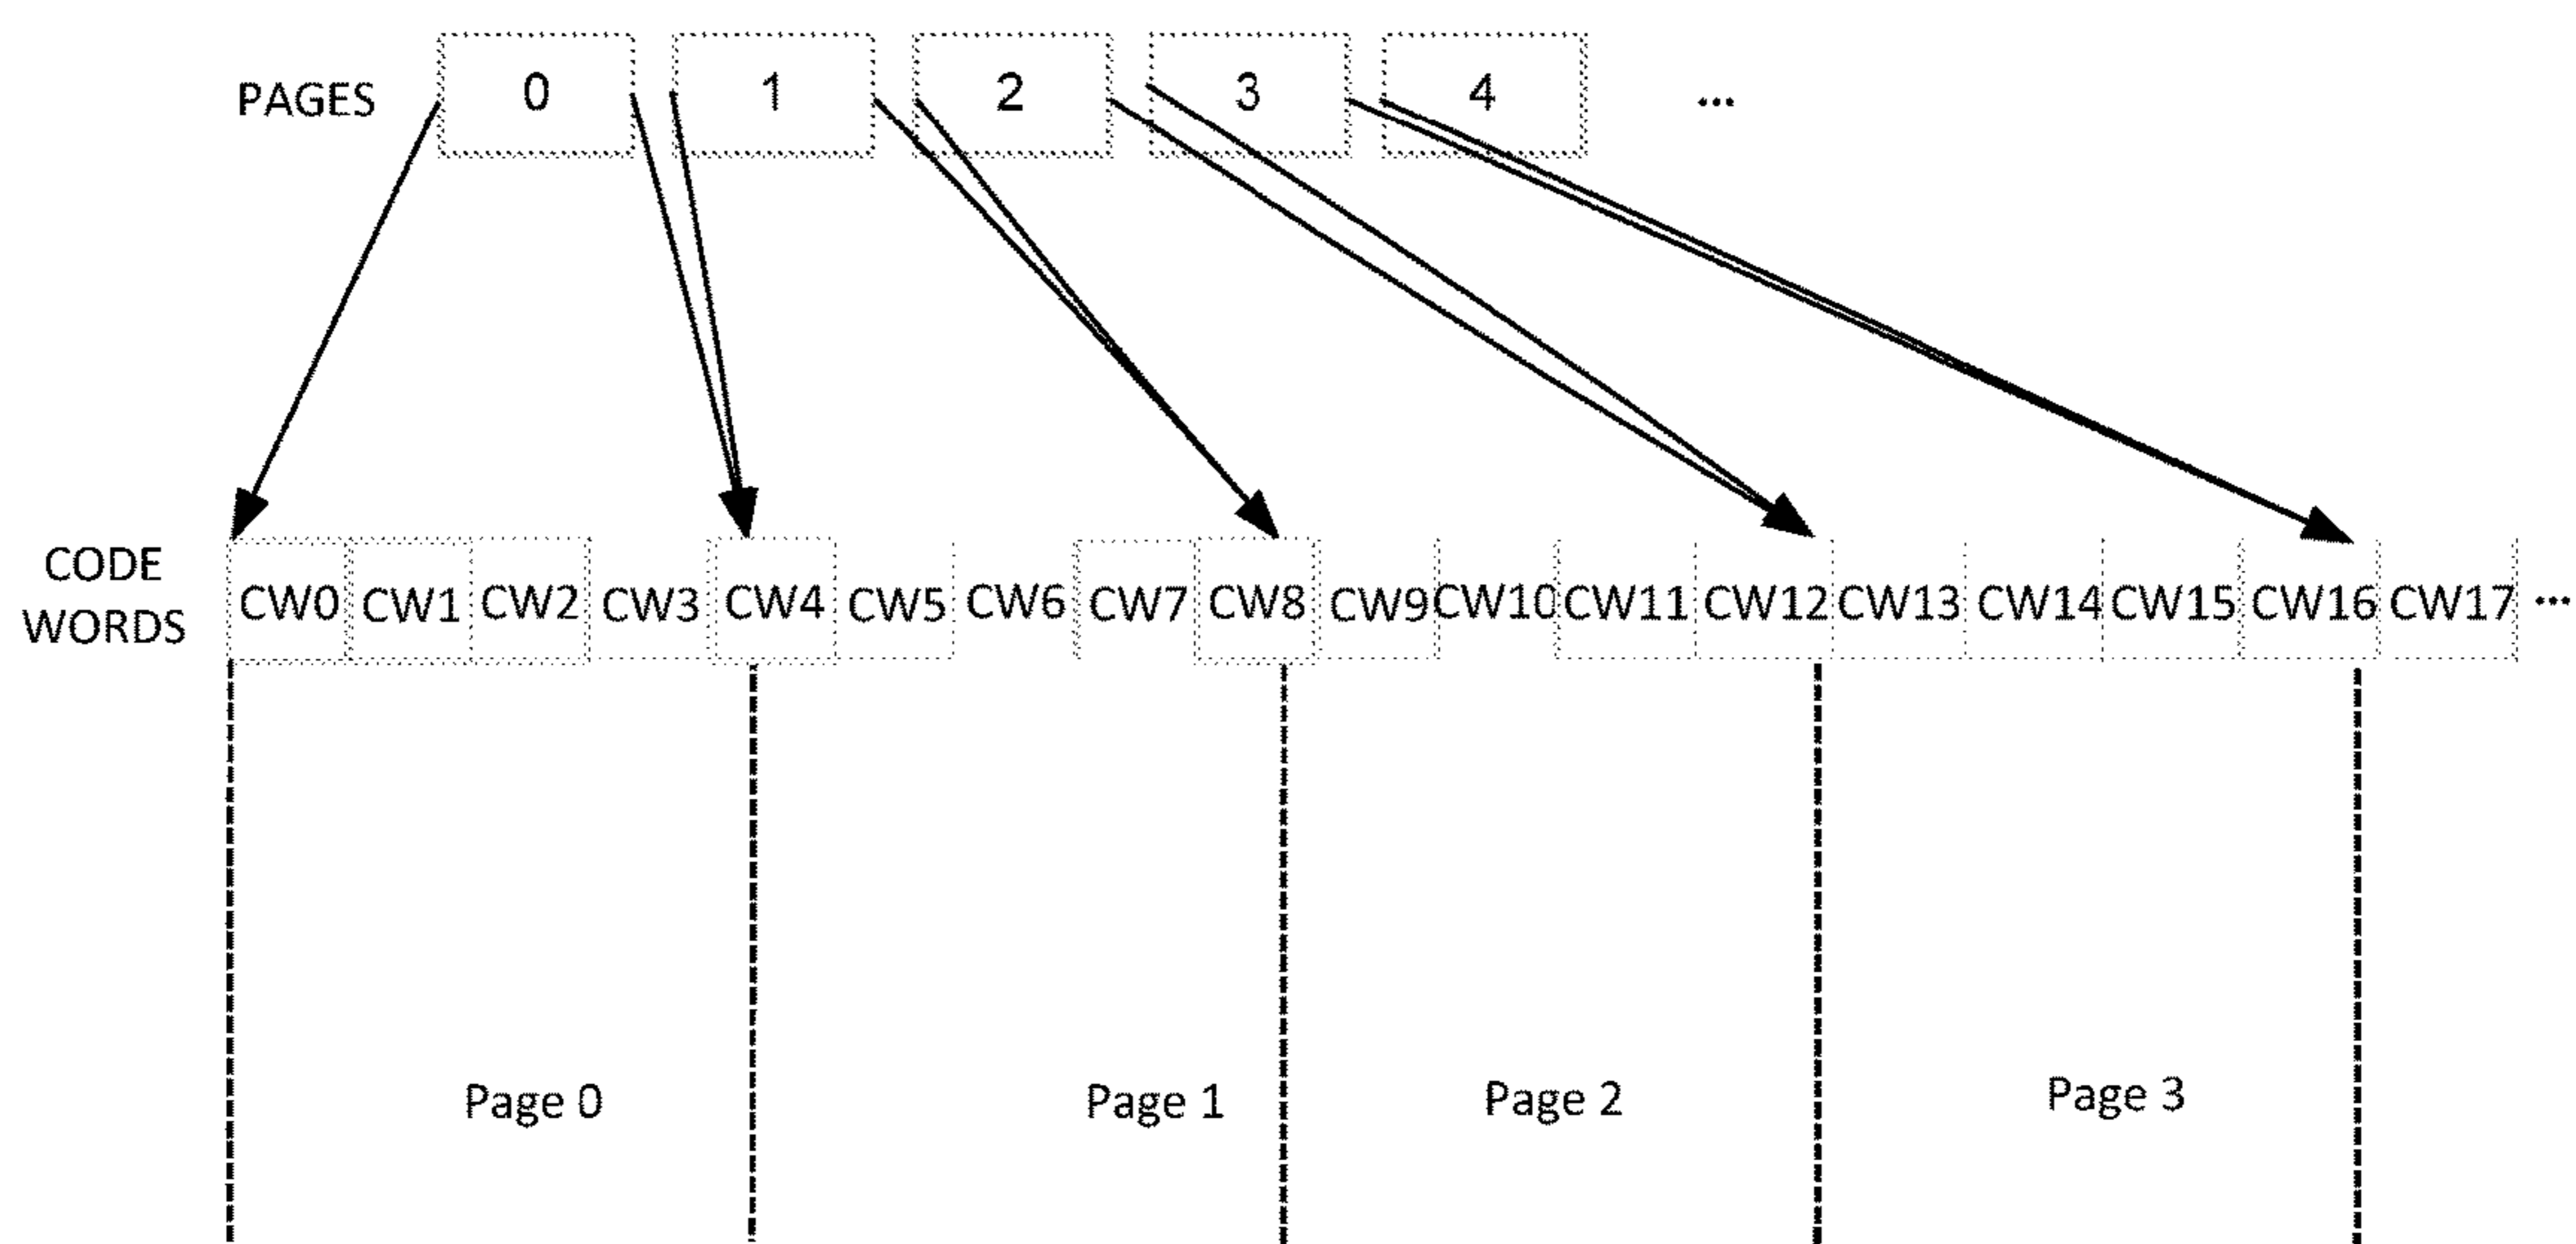 PAGES 0 1 2 3 4 ...
CODE
WORDS
CW0 CW1 CW2 CW3 CW4 CW5 CW6 CW7 CW8 CW9 CW10 CW11 CW12 CW13 CW14 CW15 CW16 CW17 ...
Page 0 Page 1 Page 2 Page 3